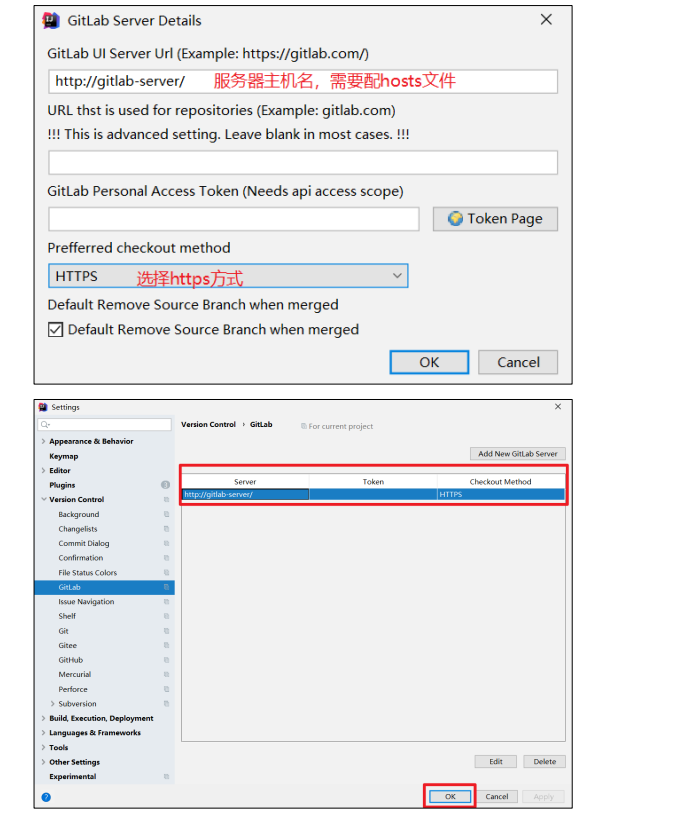 GitLab Server Details
GitLab UI Server Url (Example: https://gitlab.com/)
http://gitlab-server/ 服务器主机名，需要配hosts文件
URL thst is used for repositories (Example: gitlab.com)
!!! This is advanced setting. Leave blank in most cases. !!!
GitLab Personal Access Token (Needs api access scope)
Token Page
Prefferred checkout method
HTTPS 选择https方式
Default Remove Source Branch when merged
Default Remove Source Branch when merged
OK Cancel
Settings
Version Control › GitLab For current project
Appearance & Behavior
Keymap
Add New GitLab Server
Editor
Plugins 3
Server Token Checkout Method
Version Control
http://gitlab-server/ HTTPS
Background
Changelists
Commit Dialog
Confirmation
File Status Colors
GitLab
Issue Navigation
Shelf
Git
Gitee
GitHub
Mercurial
Perforce
Subversion
Build, Execution, Deployment
Languages & Frameworks
Tools
Other Settings
Edit Delete
Experimental
? OK Cancel Apply